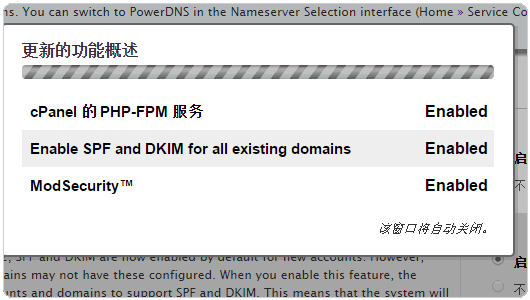 ns. You can switch to PowerDNS in the Nameserver Selection interface (Home » Service Co
更新的功能概述
cPanel 的 PHP-FPM 服务 Enabled
Enable SPF and DKIM for all existing domains Enabled
ModSecurity™ Enabled
该窗口将自动关闭。
启
不
SPF and DKIM are now enabled by default for new accounts. However,
ains may not have these configured. When you enable this feature, the
nts and domains to support SPF and DKIM. This means that the system will
启
不